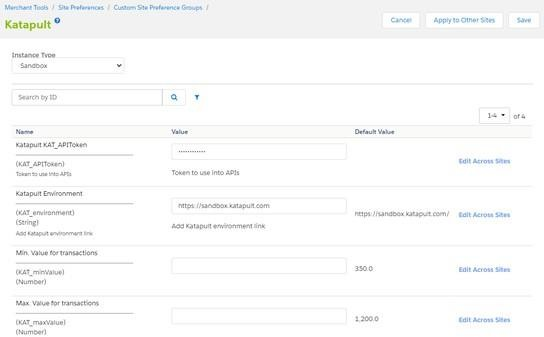 Merchant Tools / Site Preferences / Custom Site Preference Groups /
Katapult ?
Cancel Apply to Other Sites Save
Instance Type
Sandbox
Search by ID
1-4 of 4
Name Value Default Value
Katapult KAT_APIToken
(KAT_APIToken)
Token to use into APIs
Token to use into APIs
Edit Across Sites
Katapult Environment
(KAT_environment)
(String)
Add Katapult environment link
https://sandbox.katapult.com
Add Katapult environment link
https://sandbox.katapult.com/
Edit Across Sites
Min. Value for transactions
(KAT_minValue)
(Number)
350.0
Edit Across Sites
Max. Value for transactions
(KAT_maxValue)
(Number)
1,200.0
Edit Across Sites